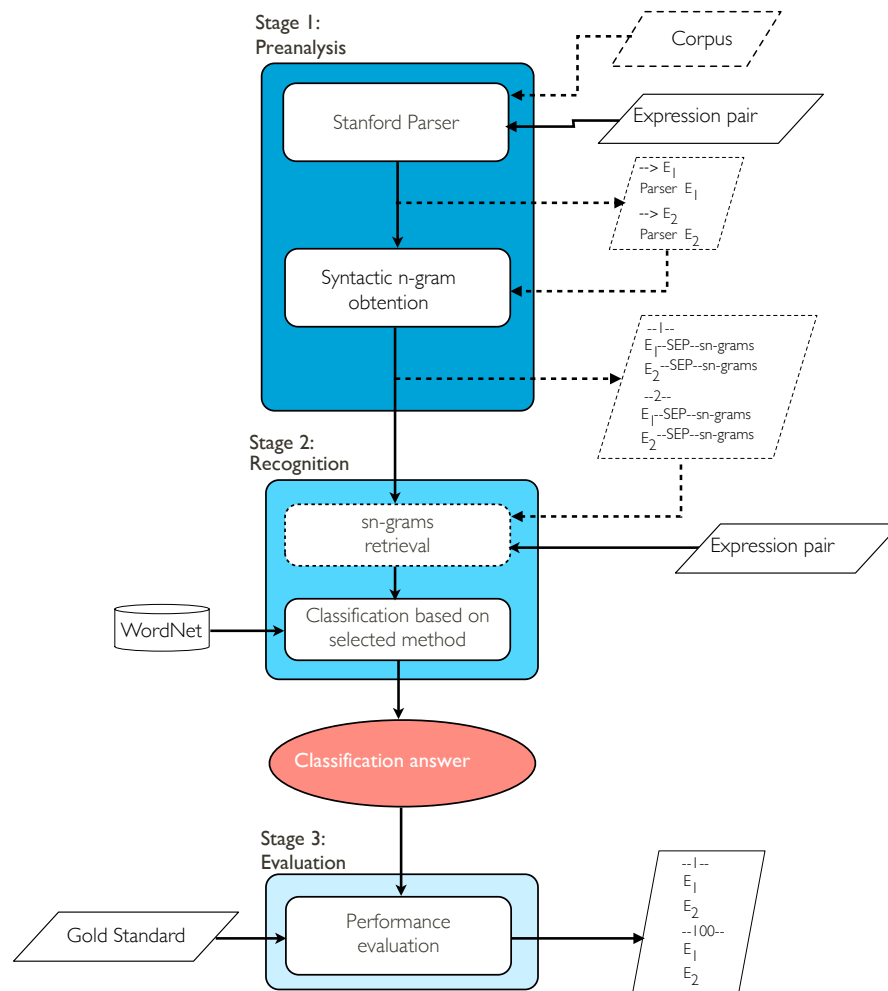 Stage 1:
Preanalysis
Corpus
Stanford Parser
Expression pair
--> E1
Parser E1
--> E2
Parser E2
Syntactic n-gram
obtention
--1--
E1--SEP--sn-grams
E2--SEP--sn-grams
--2--
E1--SEP--sn-grams
E2--SEP--sn-grams
Stage 2:
Recognition
sn-grams
retrieval
Expression pair
WordNet
Classification based on
selected method
Classification answer
Stage 3:
Evaluation
Gold Standard
Performance
evaluation
--1--
E1
E2
--100--
E1
E2